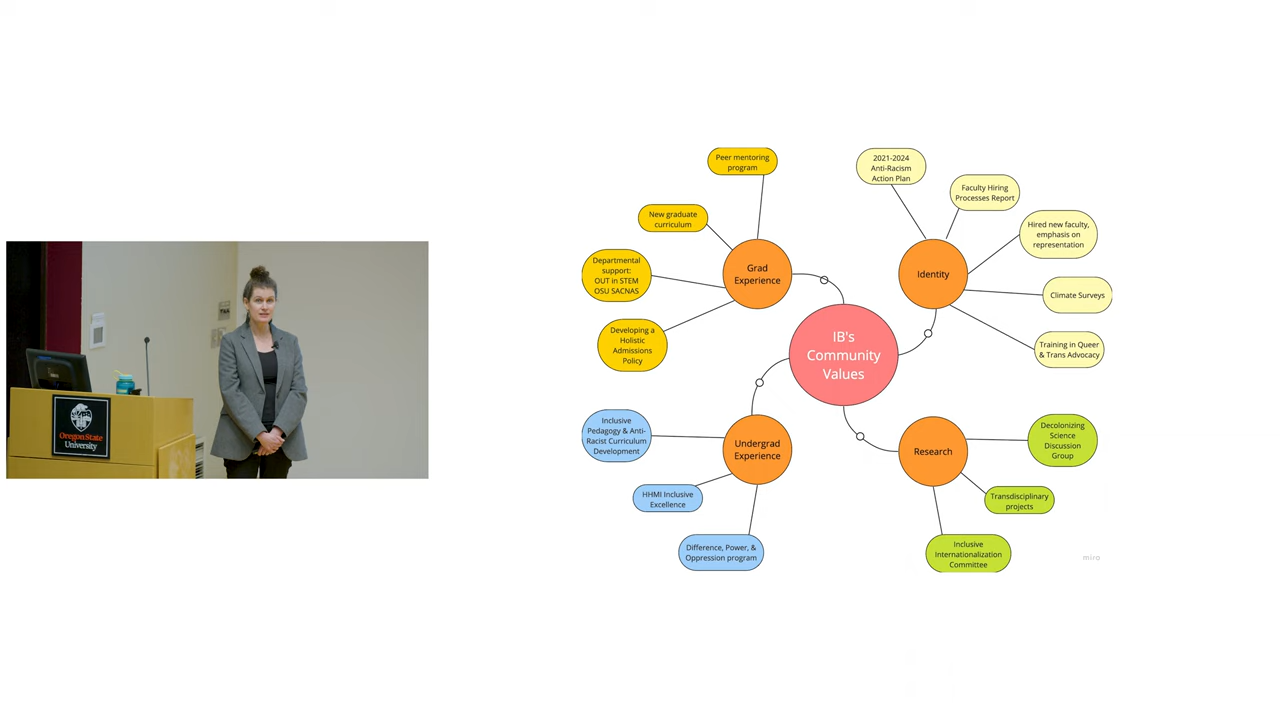 Oregon State
University
IB's
Community
Values
Grad
Experience
Peer mentoring
program
New graduate
curriculum
Departmental
support:
OUT in STEM
OSU SACNAS
Developing a
Holistic
Admissions
Policy
Identity
2021-2024
Anti-Racism
Action Plan
Faculty Hiring
Processes Report
Hired new faculty,
emphasis on
representation
Climate Surveys
Training in Queer
& Trans Advocacy
Undergrad
Experience
Inclusive
Pedagogy & Anti-
Racist Curriculum
Development
HHMI Inclusive
Excellence
Difference, Power, &
Oppression program
Research
Decolonizing
Science
Discussion
Group
Transdisciplinary
projects
Inclusive
Internationalization
Committee
miro